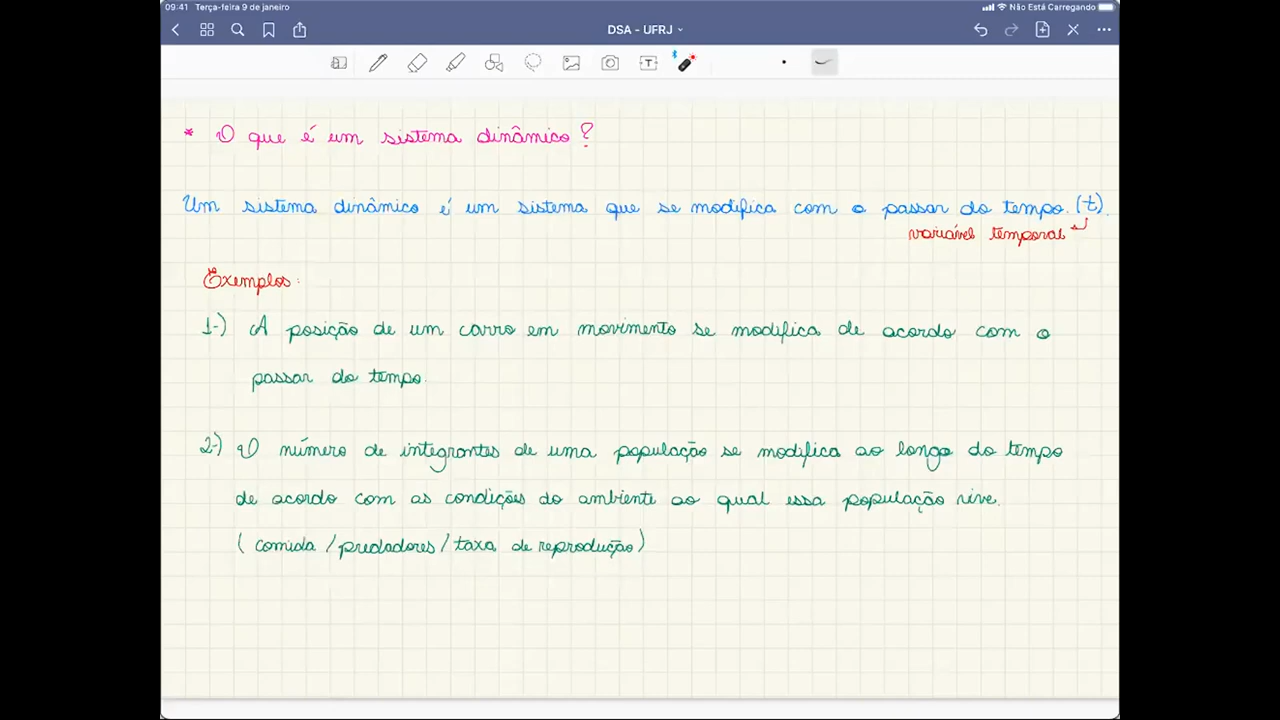 09:41 Terça-feira 9 de janeiro
Não Está Carregando
DSA - UFRJ
T
* O que é um sistema dinâmico?
Um sistema dinâmico é um sistema que se modifica com o passar do tempo. (t).
variável temporal
Exemplos:
1-) A posição de um carro em movimento se modifica de acordo com o
passar do tempo.
2-) O número de integrantes de uma população se modifica ao longo do tempo
de acordo com as condições do ambiente ao qual essa população vive.
( comida / predadores / taxa de reprodução )